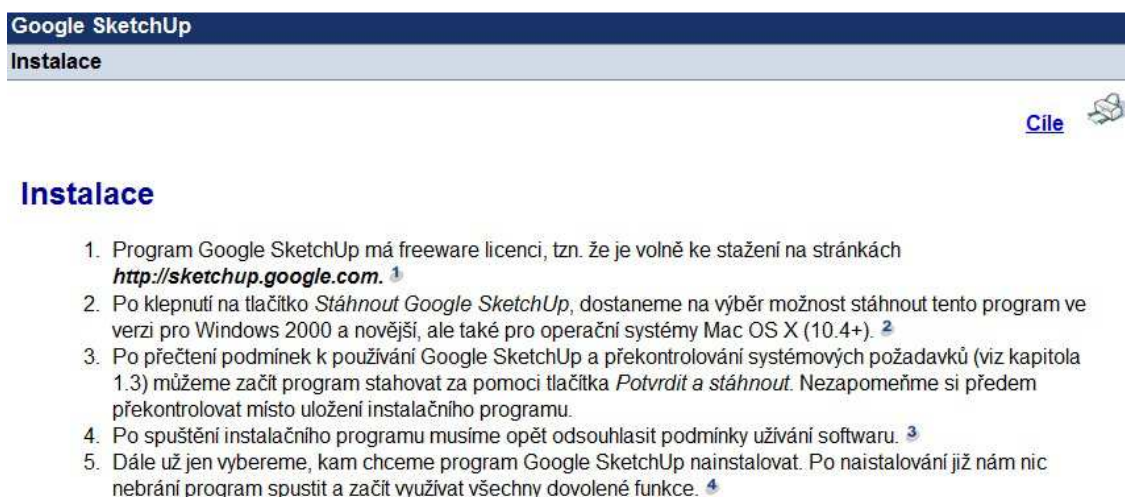 Google SketchUp
Instalace
Cíle
Instalace
1. Program Google SketchUp má freeware licenci, tzn. že je volně ke stažení na stránkách
http://sketchup.google.com. 1
2. Po klepnutí na tlačítko Stáhnout Google SketchUp, dostaneme na výběr možnost stáhnout tento program ve
verzi pro Windows 2000 a novější, ale také pro operační systémy Mac OS X (10.4+). 2
3. Po přečtení podmínek k používání Google SketchUp a překontrolování systémových požadavků (viz kapitola
1.3) můžeme začít program stahovat za pomoci tlačítka Potvrdit a stáhnout. Nezapomeňme si předem
překontrolovat místo uložení instalačního programu.
4. Po spuštění instalačního programu musíme opět odsouhlasit podmínky užívání softwaru. 3
5. Dále už jen vybereme, kam chceme program Google SketchUp nainstalovat. Po naistalování již nám nic
nebrání program spustit a začít využívat všechny dovolené funkce. 4